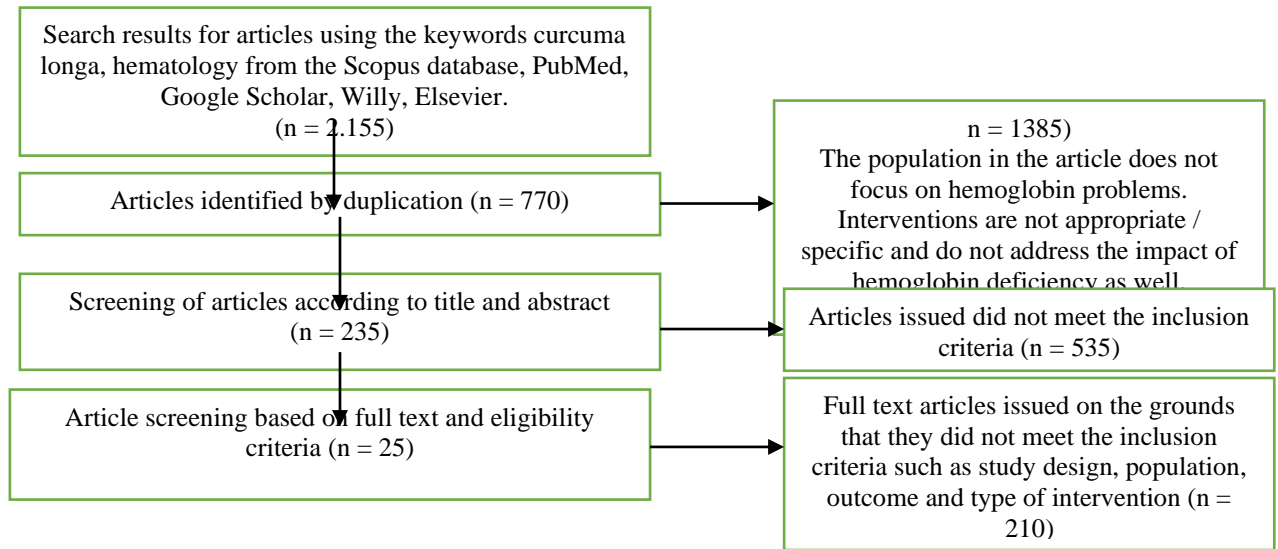 Search results for articles using the keywords curcuma
longa, hematology from the Scopus database, PubMed,
Google Scholar, Willy, Elsevier.
(n = 2.155)
Articles identified by duplication (n = 770)
n = 1385)
The population in the article does not
focus on hemoglobin problems.
Interventions are not appropriate /
specific and do not address the impact of
hemoglobin deficiency as well.
Screening of articles according to title and abstract
(n = 235)
Articles issued did not meet the inclusion
criteria (n = 535)
Article screening based on full text and eligibility
criteria (n = 25)
Full text articles issued on the grounds
that they did not meet the inclusion
criteria such as study design, population,
outcome and type of intervention (n =
210)